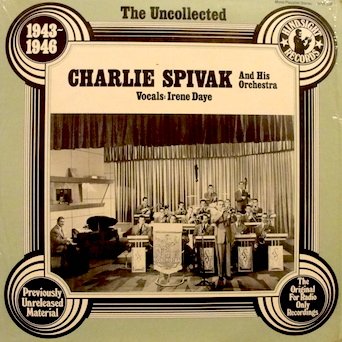 The Uncollected
1943-
1946
HINDSIGHT
RECORDS
CHARLIE SPIVAK And His
Orchestra
Vocals: Irene Daye
Previously
Unreleased
Material
The
Original
For Radio
Only
Recordings